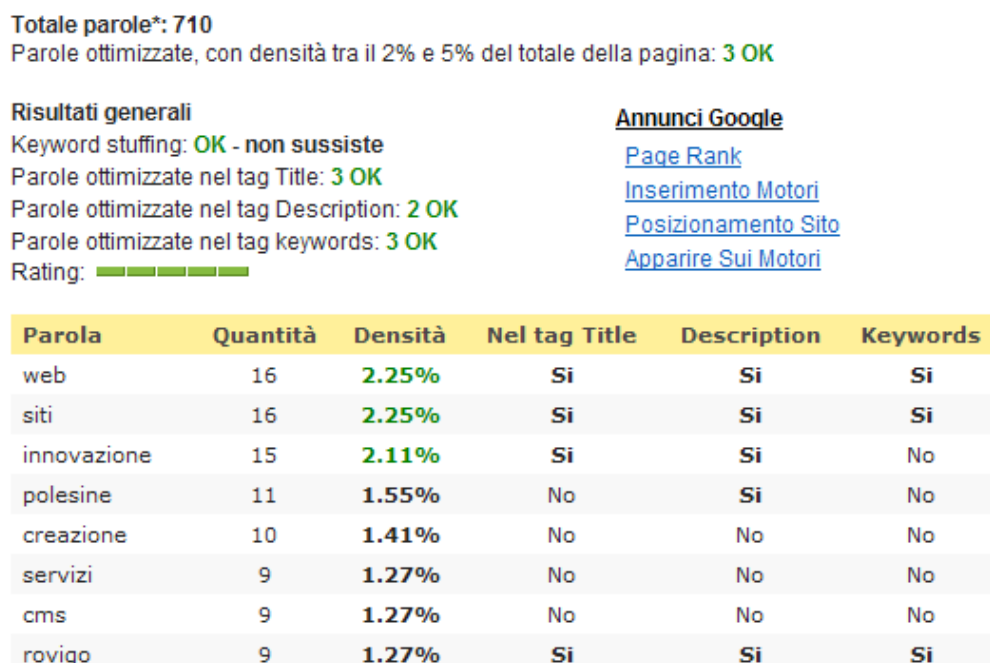 Totale parole*: 710
Parole ottimizzate, con densità tra il 2% e 5% del totale della pagina: 3 OK
Risultati generali
Keyword stuffing: OK - non sussiste
Parole ottimizzate nel tag Title: 3 OK
Parole ottimizzate nel tag Description: 2 OK
Parole ottimizzate nel tag keywords: 3 OK
Rating:
Annunci Google
Page Rank
Inserimento Motori
Posizionamento Sito
Apparire Sui Motori
Parola Quantità Densità Nel tag Title Description Keywords
web 16 2.25% Si Si Si
siti 16 2.25% Si Si Si
innovazione 15 2.11% Si Si No
polesine 11 1.55% No Si No
creazione 10 1.41% No No No
servizi 9 1.27% No No No
cms 9 1.27% No No No
rovigo 9 1.27% Si Si Si